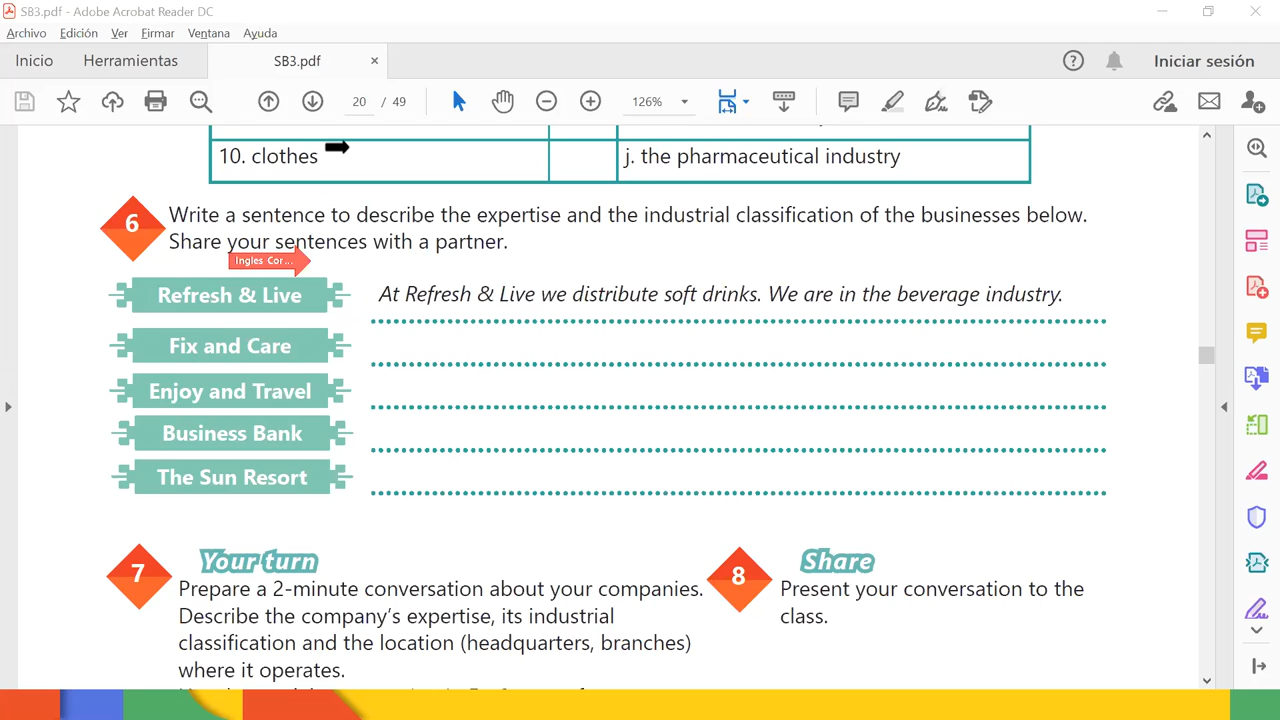 SB3.pdf - Adobe Acrobat Reader DC
Archivo Edición Ver Firmar Ventana Ayuda
Inicio Herramientas SB3.pdf × Iniciar sesión
20 / 49 126%
10. clothes j. the pharmaceutical industry
6 Write a sentence to describe the expertise and the industrial classification of the businesses below.
Share your sentences with a partner.
Ingles Cor...
Refresh & Live At Refresh & Live we distribute soft drinks. We are in the beverage industry.
Fix and Care
Enjoy and Travel
Business Bank
The Sun Resort
7 Your turn
Prepare a 2-minute conversation about your companies.
Describe the company's expertise, its industrial
classification and the location (headquarters, branches)
where it operates.
8 Share
Present your conversation to the
class.